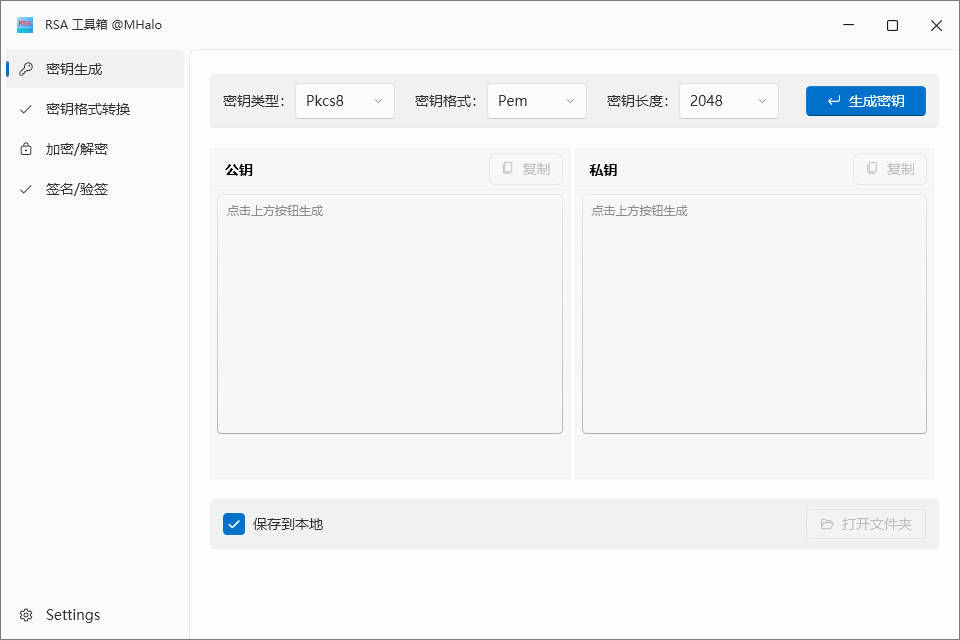 RSA 工具箱 @MHalo
密钥生成
密钥格式转换
加密/解密
签名/验签
Settings
密钥类型: Pkcs8 密钥格式: Pem 密钥长度: 2048 生成密钥
公钥 复制
点击上方按钮生成
私钥 复制
点击上方按钮生成
保存到本地 打开文件夹